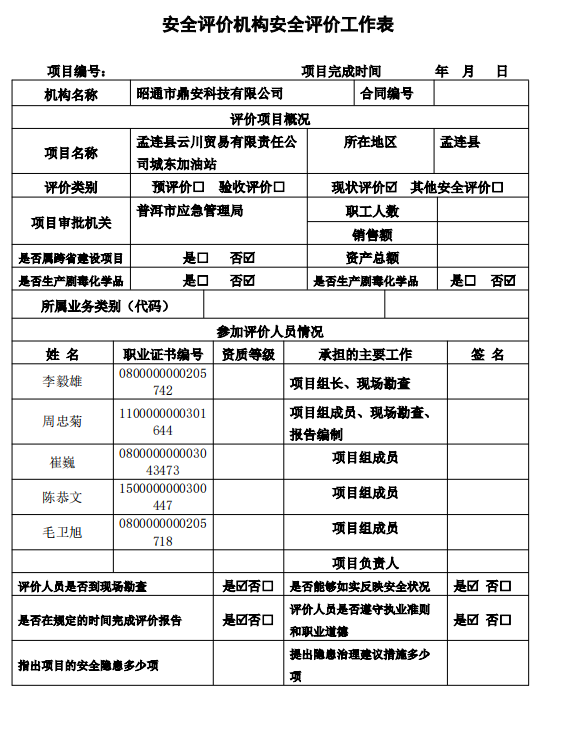 安全评价机构安全评价工作表
项目编号： 项目完成时间 年 月 日
机构名称 昭通市鼎安科技有限公司 合同编号
评价项目概况
项目名称 孟连县云川贸易有限责任公 所在地区 孟连县
司城东加油站
评价类别 预评价☐ 验收评价☐ 现状评价☑ 其他安全评价☐
项目审批机关 普洱市应急管理局 职工人数
销售额
是否属跨省建设项目 是☐ 否☑ 资产总额
是否生产剧毒化学品 是☐ 否☑ 是否生产剧毒化学品 是☐ 否☑
所属业务类别（代码）
参加评价人员情况
姓 名 职业证书编号 资质等级 承担的主要工作 签 名
李毅雄 0800000000205 项目组长、现场勘查
742
周忠菊 1100000000301 项目组成员、现场勘查、
644 报告编制
崔巍 0800000000030 项目组成员
43473
陈恭文 1500000000300 项目组成员
447
毛卫旭 0800000000205 项目组成员
718
项目负责人
评价人员是否到现场勘查 是☑否☐ 是否能够如实反映安全状况 是☑ 否☐
是否在规定的时间完成评价报告 是☑否☐ 评价人员是否遵守执业准则 是☑ 否☐
和职业道德
指出项目的安全隐患多少项 提出隐患治理建议措施多少
项